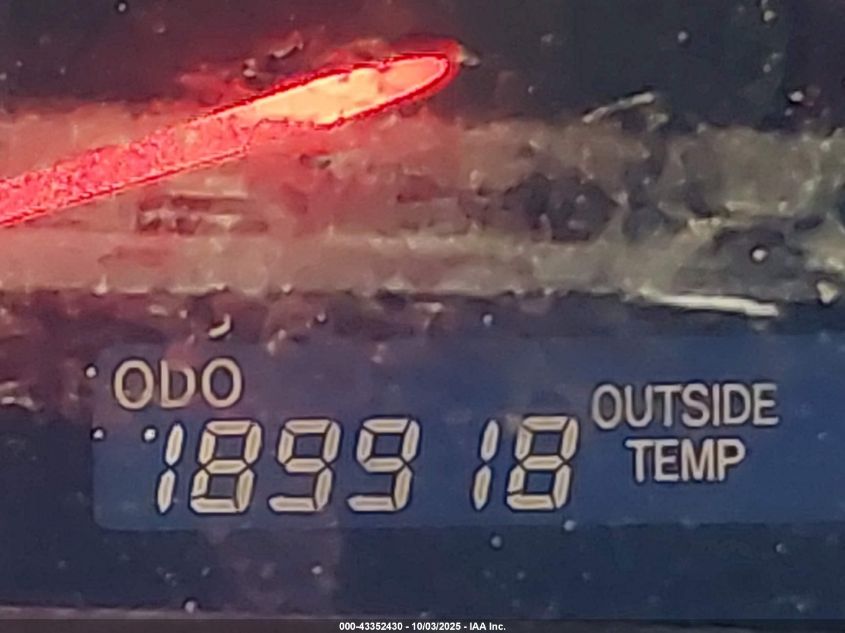 ODO
189918
OUTSIDE
TEMP
000-43352430 - 10/03/2025 - IAA Inc.